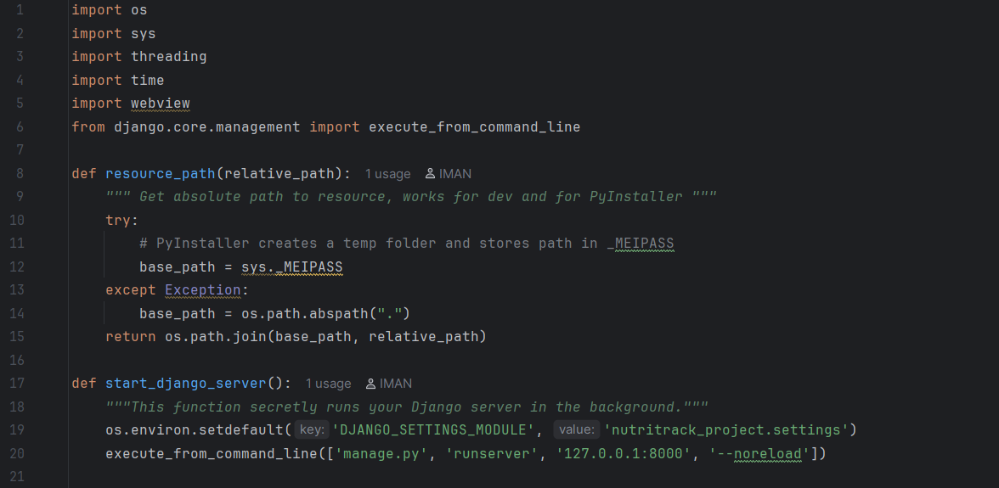 1 import os
2 import sys
3 import threading
4 import time
5 import webview
6 from django.core.management import execute_from_command_line
7
8 def resource_path(relative_path): 1 usage IMAN
9 """ Get absolute path to resource, works for dev and for PyInstaller """
10 try:
11 # PyInstaller creates a temp folder and stores path in _MEIPASS
12 base_path = sys._MEIPASS
13 except Exception:
14 base_path = os.path.abspath(".")
15 return os.path.join(base_path, relative_path)
16
17 def start_django_server(): 1 usage IMAN
18 """This function secretly runs your Django server in the background."""
19 os.environ.setdefault( key: 'DJANGO_SETTINGS_MODULE', value: 'nutritrack_project.settings')
20 execute_from_command_line(['manage.py', 'runserver', '127.0.0.1:8000', '--noreload'])
21